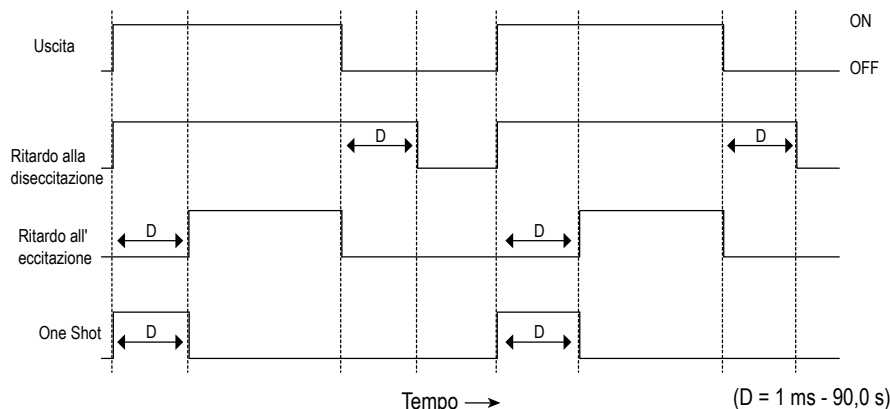 ON
Uscita
OFF
D
D
Ritardo alla
diseccitazione
Ritardo all'
eccitazione
D
D
One Shot
D
D
Tempo
(D = 1 ms - 90,0 s)